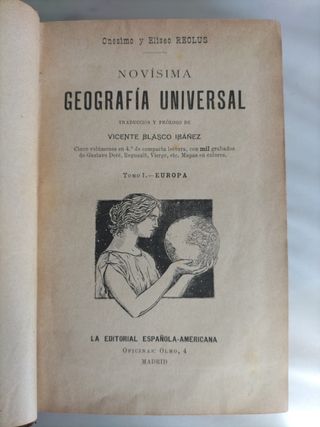 Onésimo y Eliseo REOLUS
NOVÍSIMA
GEOGRAFÍA UNIVERSAL
TRADUCCIÓN Y PRÓLOGO DE
VICENTE BLASCO IBÁÑEZ
Cinco volúmenes en 4.º de compacta lectura, con mil grabados
de Gustavo Doré, Regnault, Vierge, etc. Mapas en colores.
TOMO I.—EUROPA
LA EDITORIAL ESPAÑOLA-AMERICANA
OFICINAS: OLMO, 4
MADRID